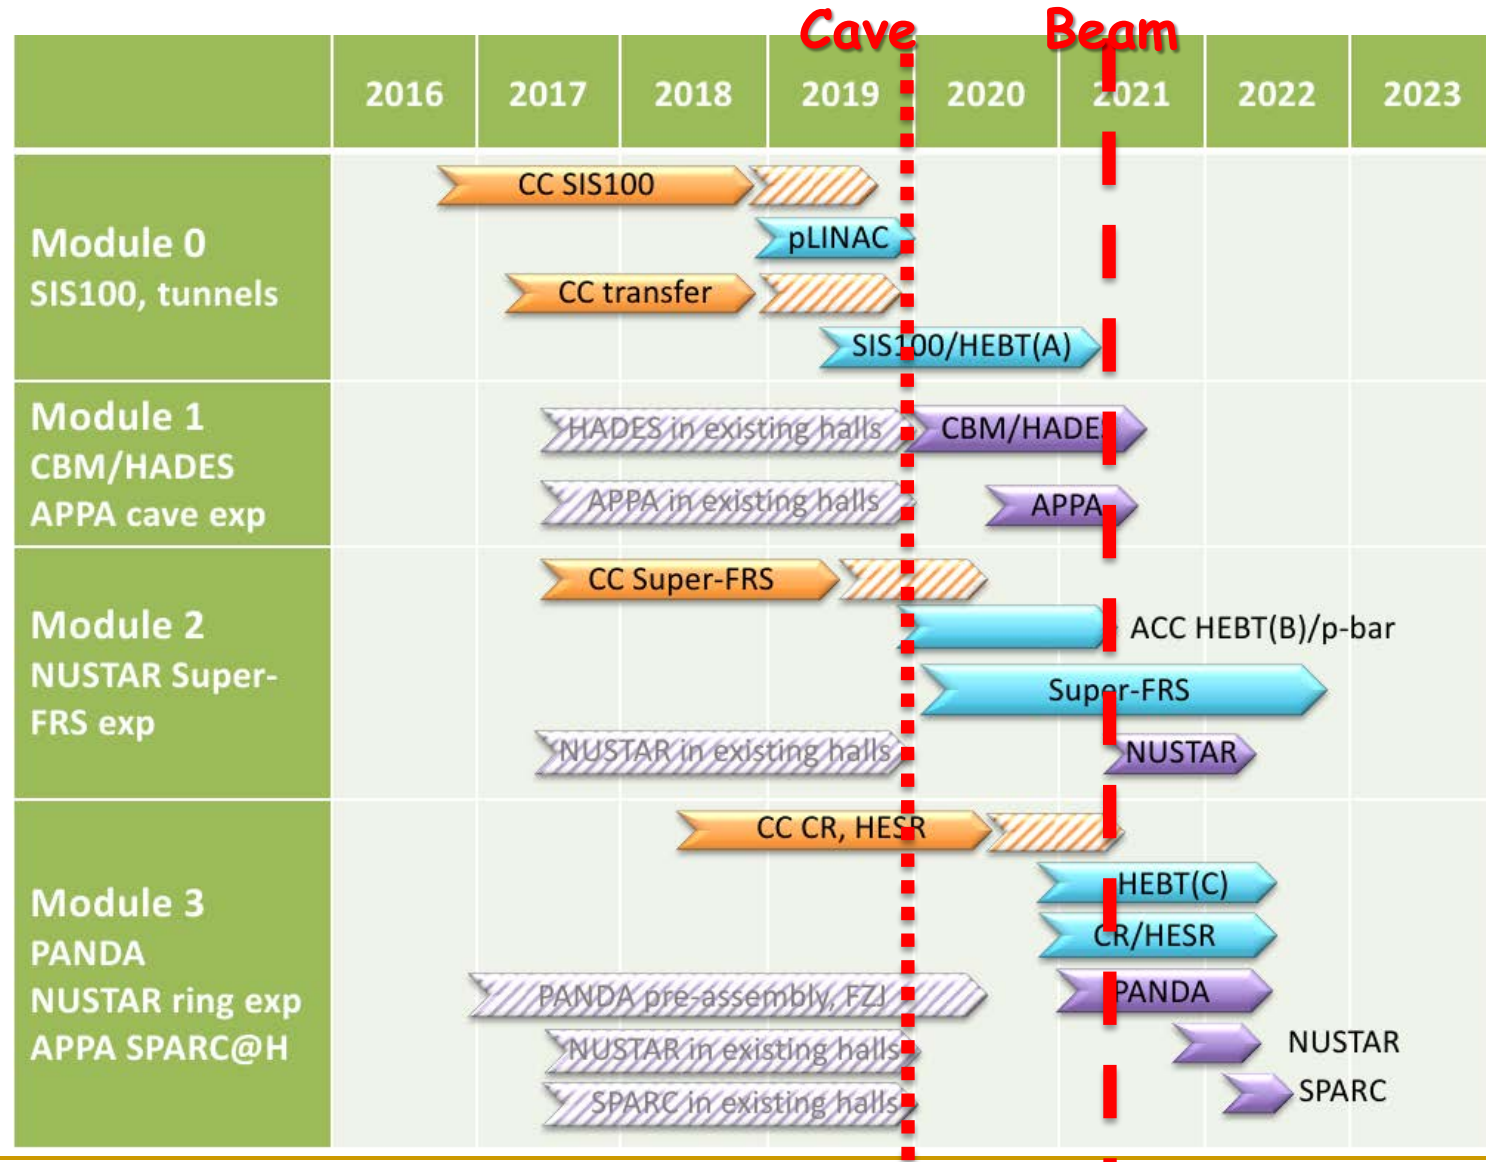 Cave Beam
2016 2017 2018 2019 2020 2021 2022 2023
Module 0
SIS100, tunnels
CC SIS100
pLINAC
CC transfer
SIS100/HEBT(A)
Module 1
CBM/HADES
APPA cave exp
HADES in existing halls
CBM/HADES
APPA in existing halls
APPA
Module 2
NUSTAR Super-
FRS exp
CC Super-FRS
ACC HEBT(B)/p-bar
Super-FRS
NUSTAR in existing halls
NUSTAR
Module 3
PANDA
NUSTAR ring exp
APPA SPARC@H
CC CR, HESR
HEBT(C)
CR/HESR
PANDA pre-assembly, FZJ
PANDA
NUSTAR in existing halls
NUSTAR
SPARC in existing halls
SPARC